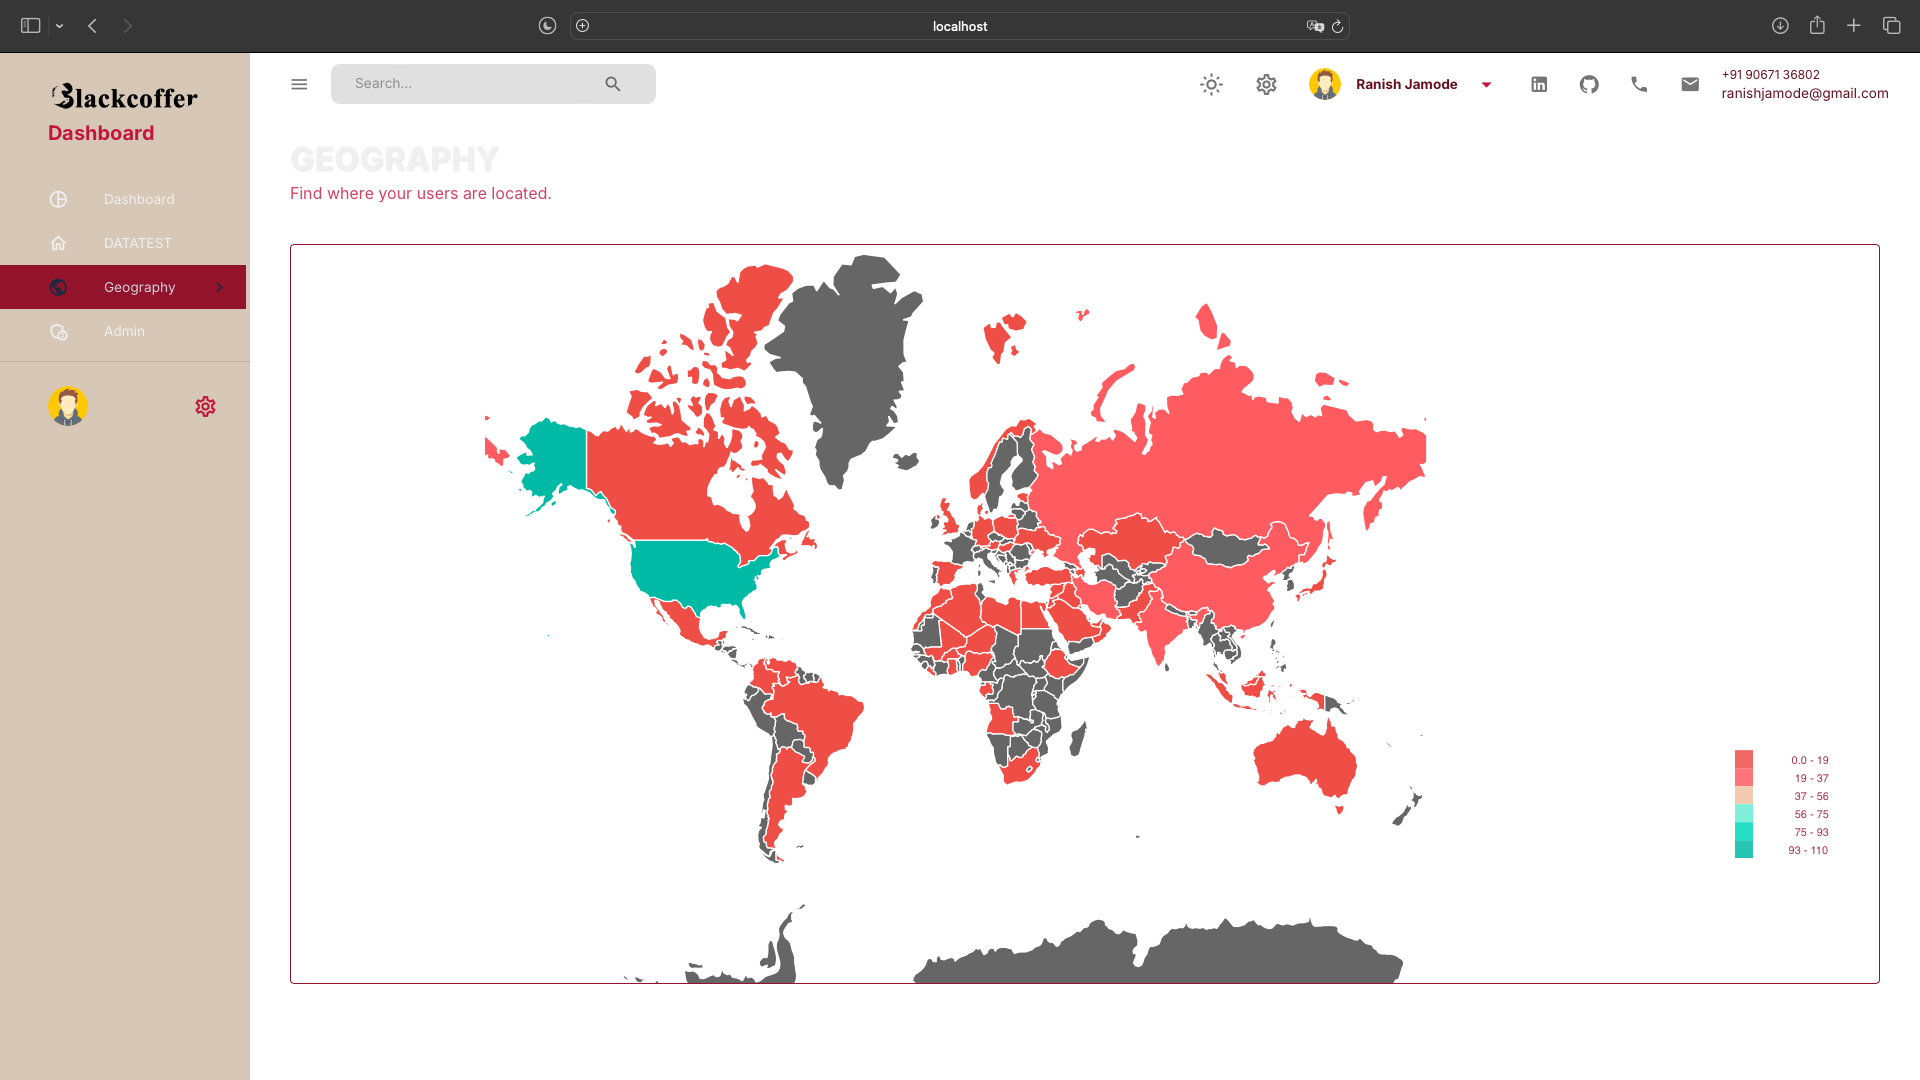 localhost
Blackcoffer
Dashboard
Dashboard
DATATEST
Geography
Admin
Search...
Ranish Jamode
+91 90671 36802
ranishjamode@gmail.com
GEOGRAPHY
Find where your users are located.
0.0 - 19
19 - 37
37 - 56
56 - 75
75 - 93
93 - 110